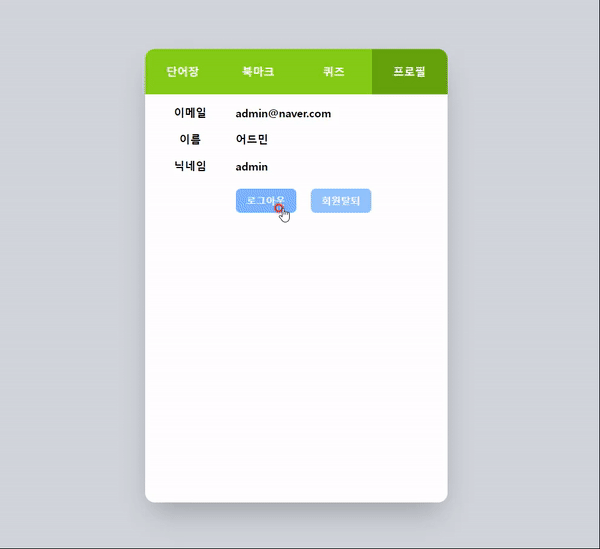 단어장 북마크 퀴즈 프로필
이메일 admin@naver.com
이름 어드민
닉네임 admin
로그아웃 회원탈퇴